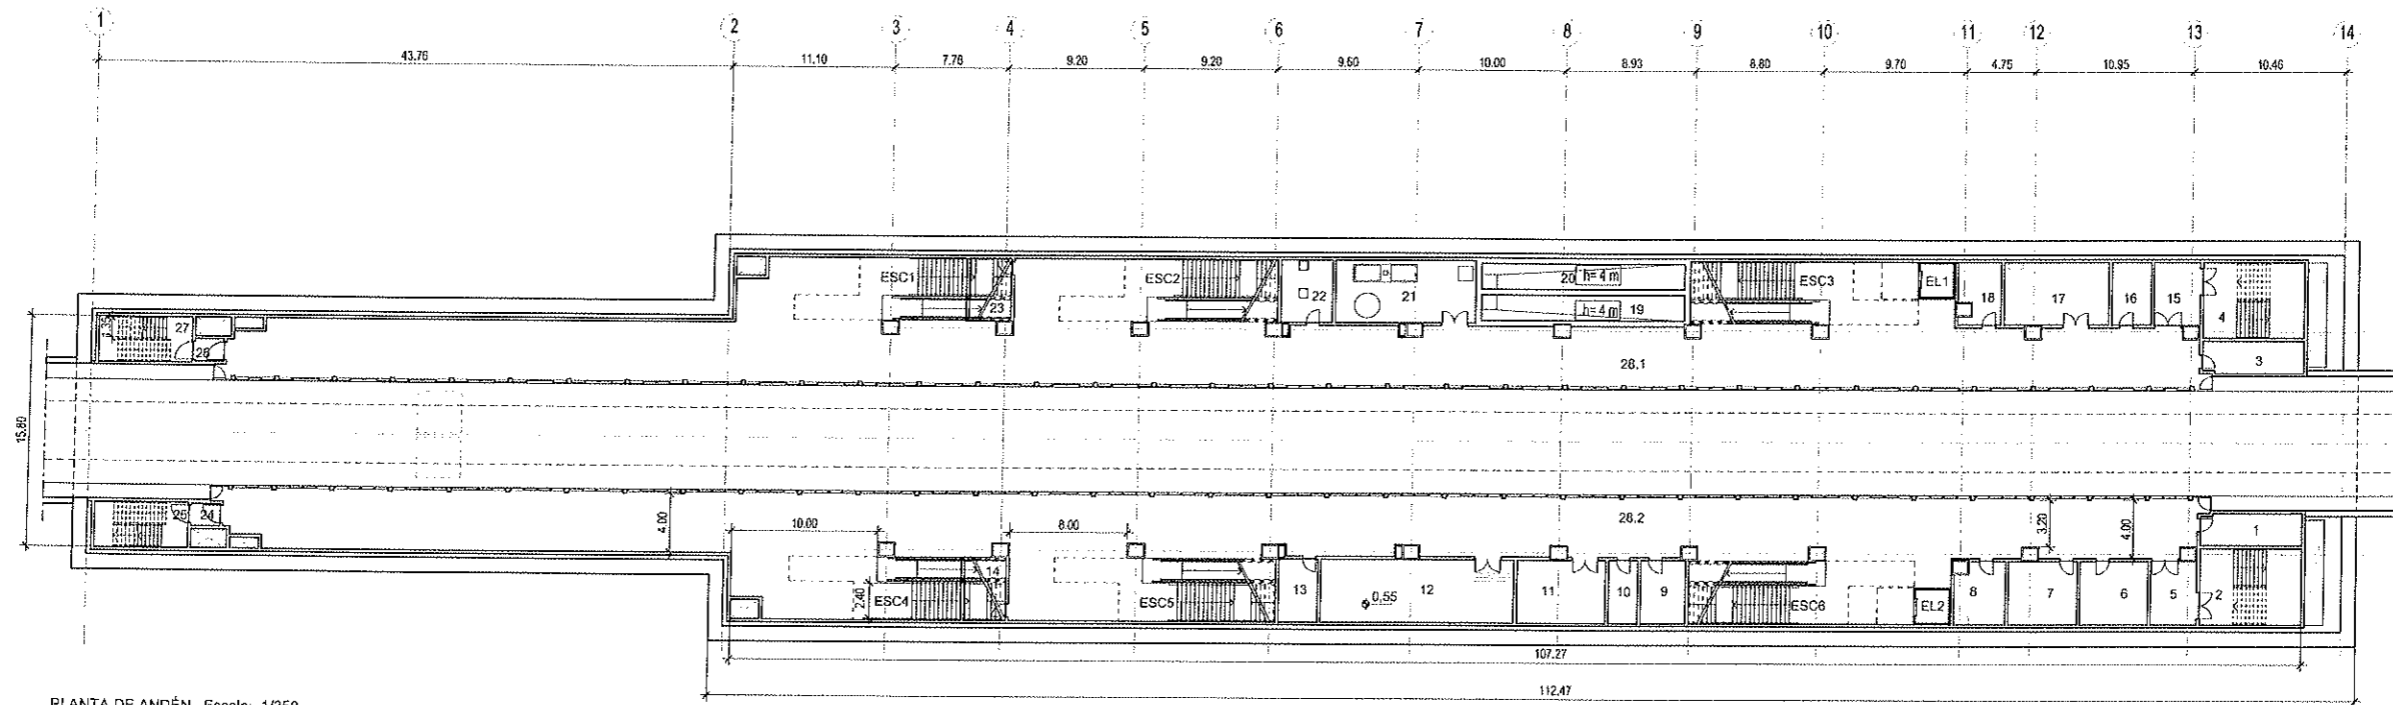 1 2 3 4 5 6 7 8 9 10 11 12 13 14
43.76 11.10 7.76 9.20 9.20 9.60 10.00 8.93 8.80 9.70 4.75 10.95 10.46
ESC1 23 ESC2 22 21 20 h=4 m ESC3 EL1 18 17 16 15 4
19 h=4 m
27 26 3
28.1
15.80
25 24 4.00 28.2 3.20 4.00 1
10.00 8.00
14 13 12 11 10 9 8 7 6 5 2
2.40 ESC4 ESC5 0,55 ESC6 EL2
107.27
112.47
PLANTA DE ANDÉN Escala: 1/350